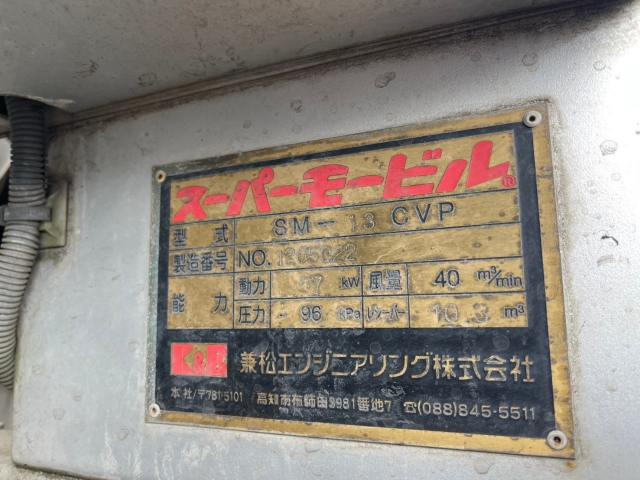 スーパーモービル®
型式 SM-13 CVP
製造番号 NO.
能力 動力 kW 風量 40 m³/min
圧力 - 96 kPa レシーバー 10.3 m³
兼松エンジニアリング株式会社
本社/〒781-5101 高知市布師田3981番地7 ☎(088)845-5511